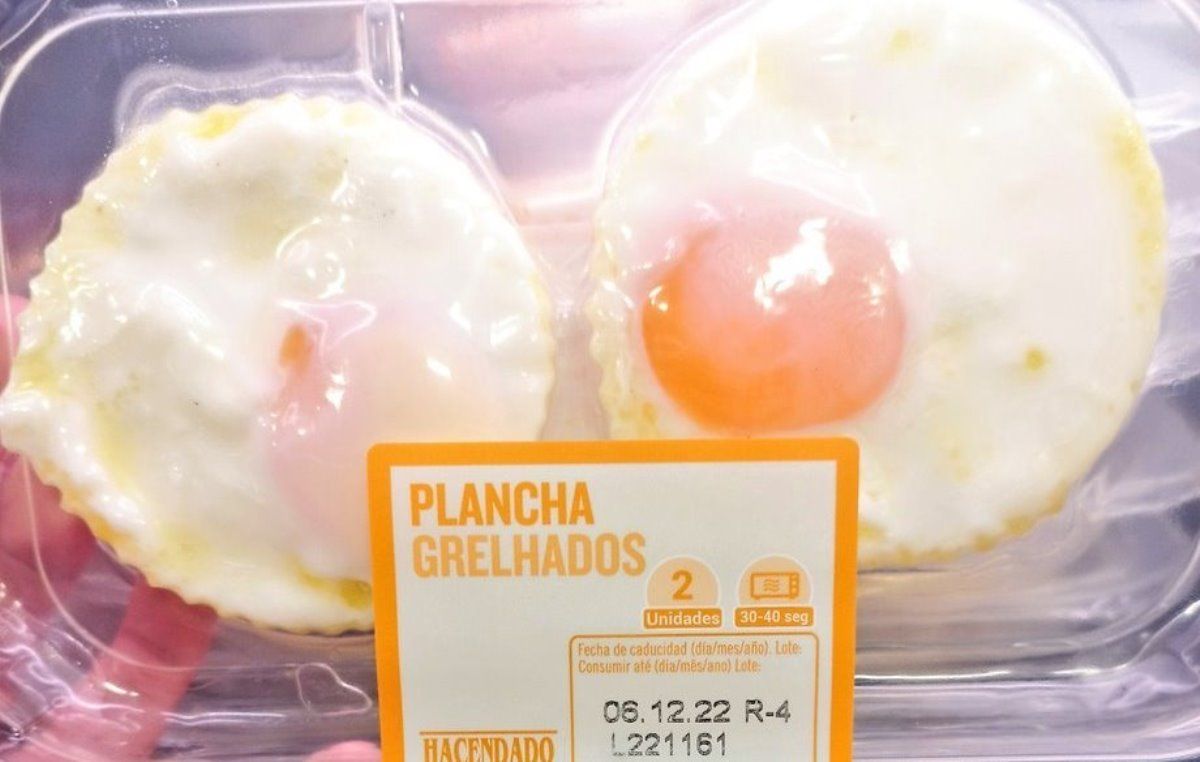 PLANCHA
GRELHADOS
2
Unidades
30-40 seg
Fecha de caducidad (día/mes/año). Lote:
Consumir até (dia/mês/ano) Lote:
06.12.22 R-4
L221161
HACENDADO